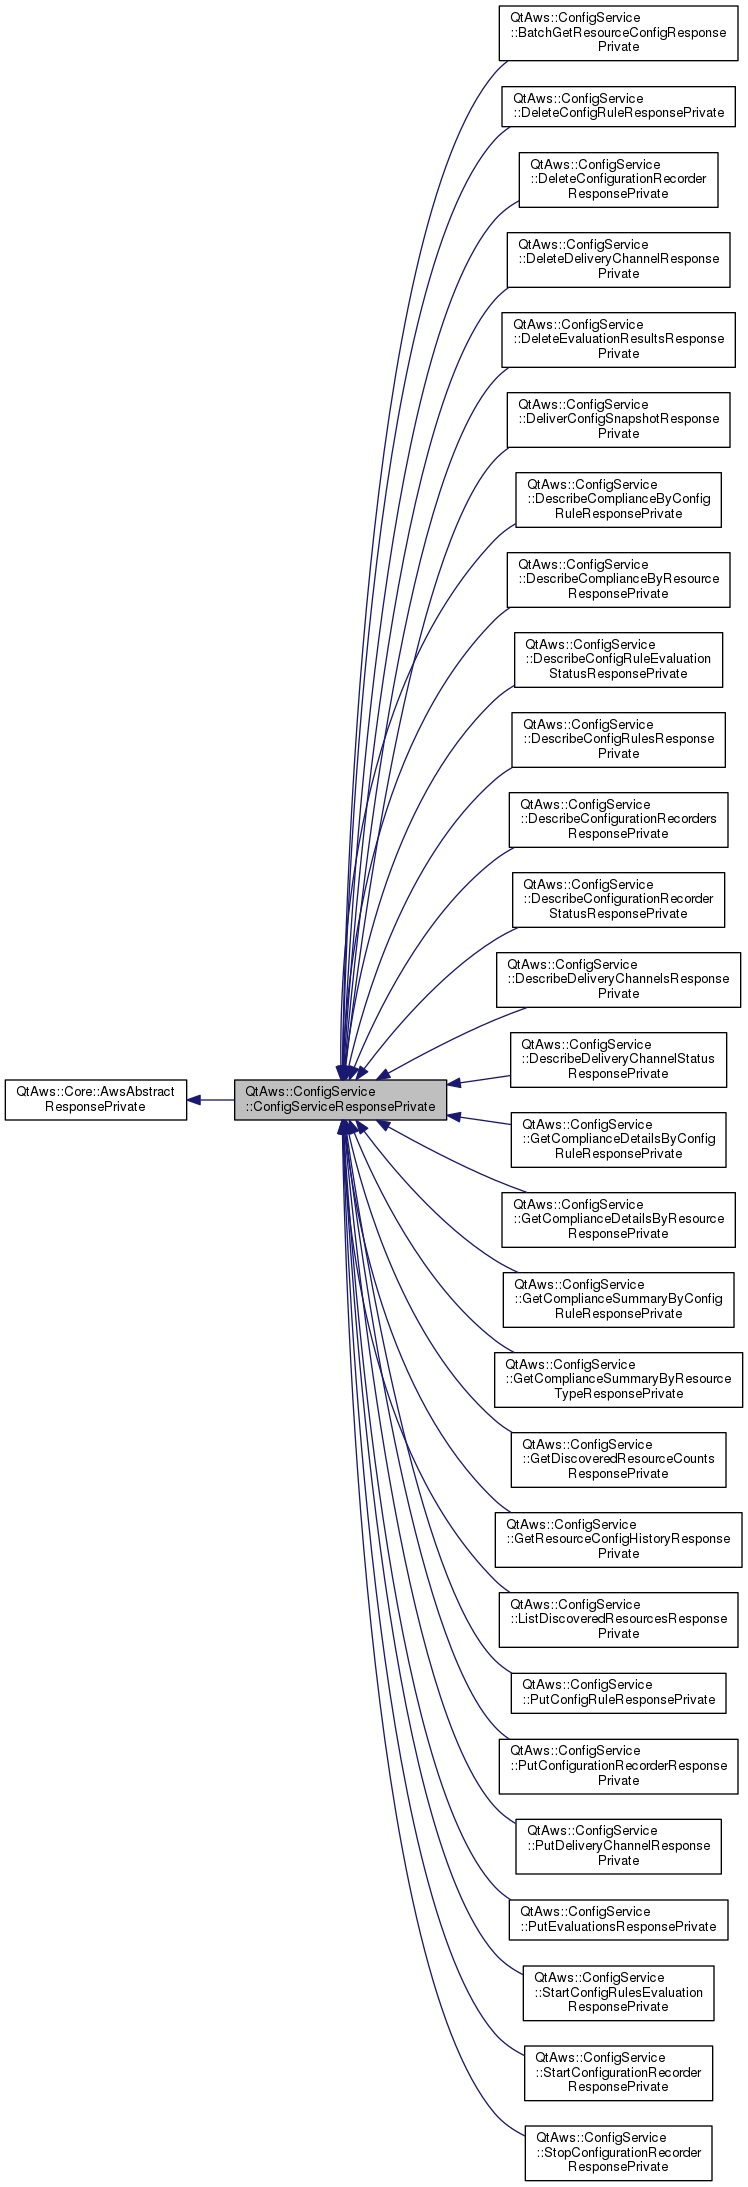 QtAws::ConfigService
::BatchGetResourceConfigResponse
Private
QtAws::ConfigService
::DeleteConfigRuleResponsePrivate
QtAws::ConfigService
::DeleteConfigurationRecorder
ResponsePrivate
QtAws::ConfigService
::DeleteDeliveryChannelResponse
Private
QtAws::ConfigService
::DeleteEvaluationResultsResponse
Private
QtAws::ConfigService
::DeliverConfigSnapshotResponse
Private
QtAws::ConfigService
::DescribeComplianceByConfig
RuleResponsePrivate
QtAws::ConfigService
::DescribeComplianceByResource
ResponsePrivate
QtAws::ConfigService
::DescribeConfigRuleEvaluation
StatusResponsePrivate
QtAws::ConfigService
::DescribeConfigRulesResponse
Private
QtAws::ConfigService
::DescribeConfigurationRecorders
ResponsePrivate
QtAws::ConfigService
::DescribeConfigurationRecorder
StatusResponsePrivate
QtAws::ConfigService
::DescribeDeliveryChannelsResponse
Private
QtAws::ConfigService
::DescribeDeliveryChannelStatus
ResponsePrivate
QtAws::Core::AwsAbstract
ResponsePrivate
QtAws::ConfigService
::ConfigServiceResponsePrivate
QtAws::ConfigService
::GetComplianceDetailsByConfig
RuleResponsePrivate
QtAws::ConfigService
::GetComplianceDetailsByResource
ResponsePrivate
QtAws::ConfigService
::GetComplianceSummaryByConfig
RuleResponsePrivate
QtAws::ConfigService
::GetComplianceSummaryByResource
TypeResponsePrivate
QtAws::ConfigService
::GetDiscoveredResourceCounts
ResponsePrivate
QtAws::ConfigService
::GetResourceConfigHistoryResponse
Private
QtAws::ConfigService
::ListDiscoveredResourcesResponse
Private
QtAws::ConfigService
::PutConfigRuleResponsePrivate
QtAws::ConfigService
::PutConfigurationRecorderResponse
Private
QtAws::ConfigService
::PutDeliveryChannelResponse
Private
QtAws::ConfigService
::PutEvaluationsResponsePrivate
QtAws::ConfigService
::StartConfigRulesEvaluation
ResponsePrivate
QtAws::ConfigService
::StartConfigurationRecorder
ResponsePrivate
QtAws::ConfigService
::StopConfigurationRecorder
ResponsePrivate